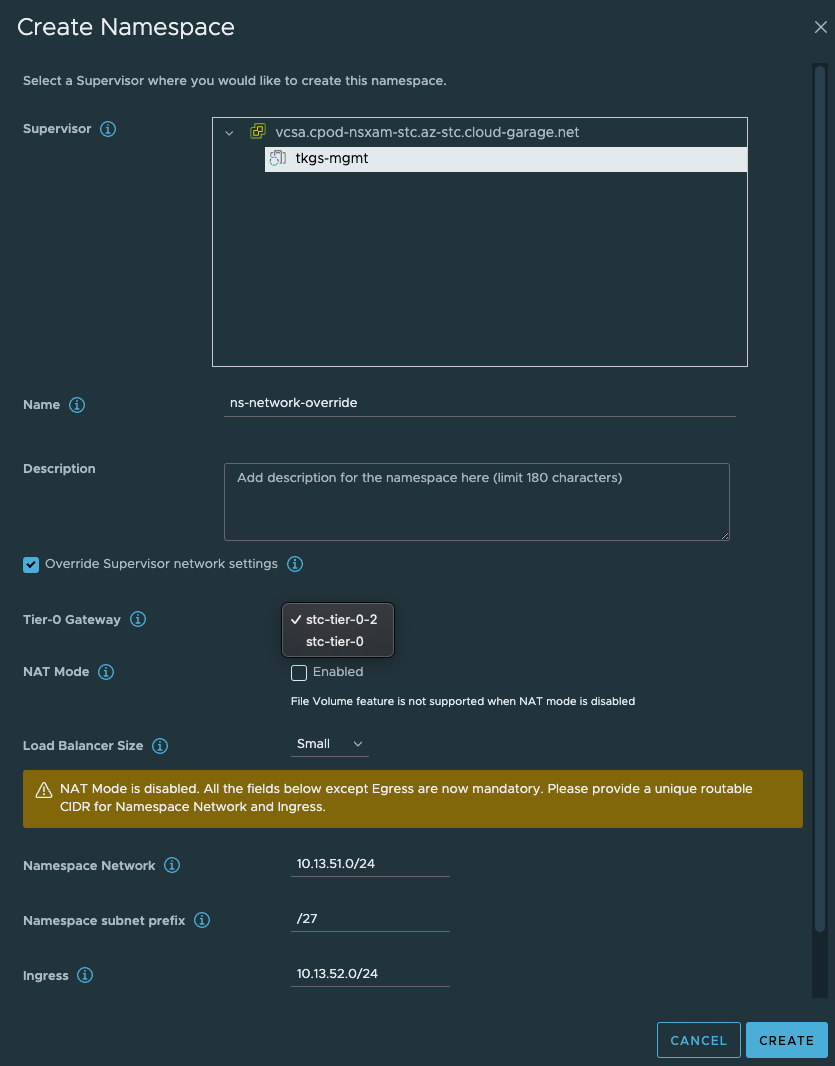 Create Namespace
Select a Supervisor where you would like to create this namespace.
Supervisor
vcsa.cpod-nsxam-stc.az-stc.cloud-garage.net
tkgs-mgmt
Name
ns-network-override
Description
Add description for the namespace here (limit 180 characters)
Override Supervisor network settings
Tier-0 Gateway
stc-tier-0-2
stc-tier-0
NAT Mode
Enabled
File Volume feature is not supported when NAT mode is disabled
Load Balancer Size
Small
NAT Mode is disabled. All the fields below except Egress are now mandatory. Please provide a unique routable
CIDR for Namespace Network and Ingress.
Namespace Network
10.13.51.0/24
Namespace subnet prefix
/27
Ingress
10.13.52.0/24
CANCEL
CREATE